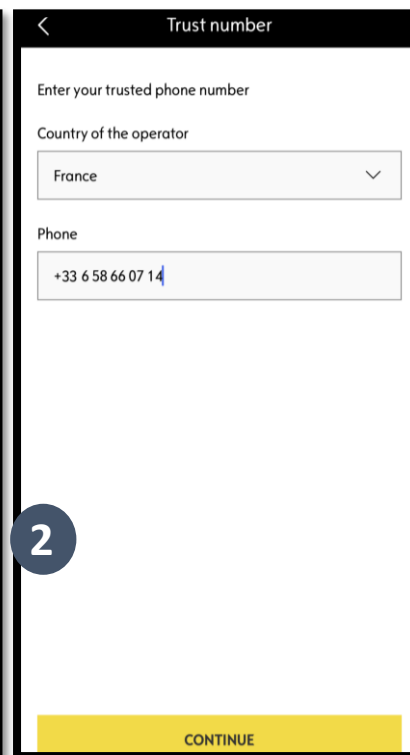 Trust number
Enter your trusted phone number
Country of the operator
France
Phone
+33 6 58 66 07 14
2
CONTINUE